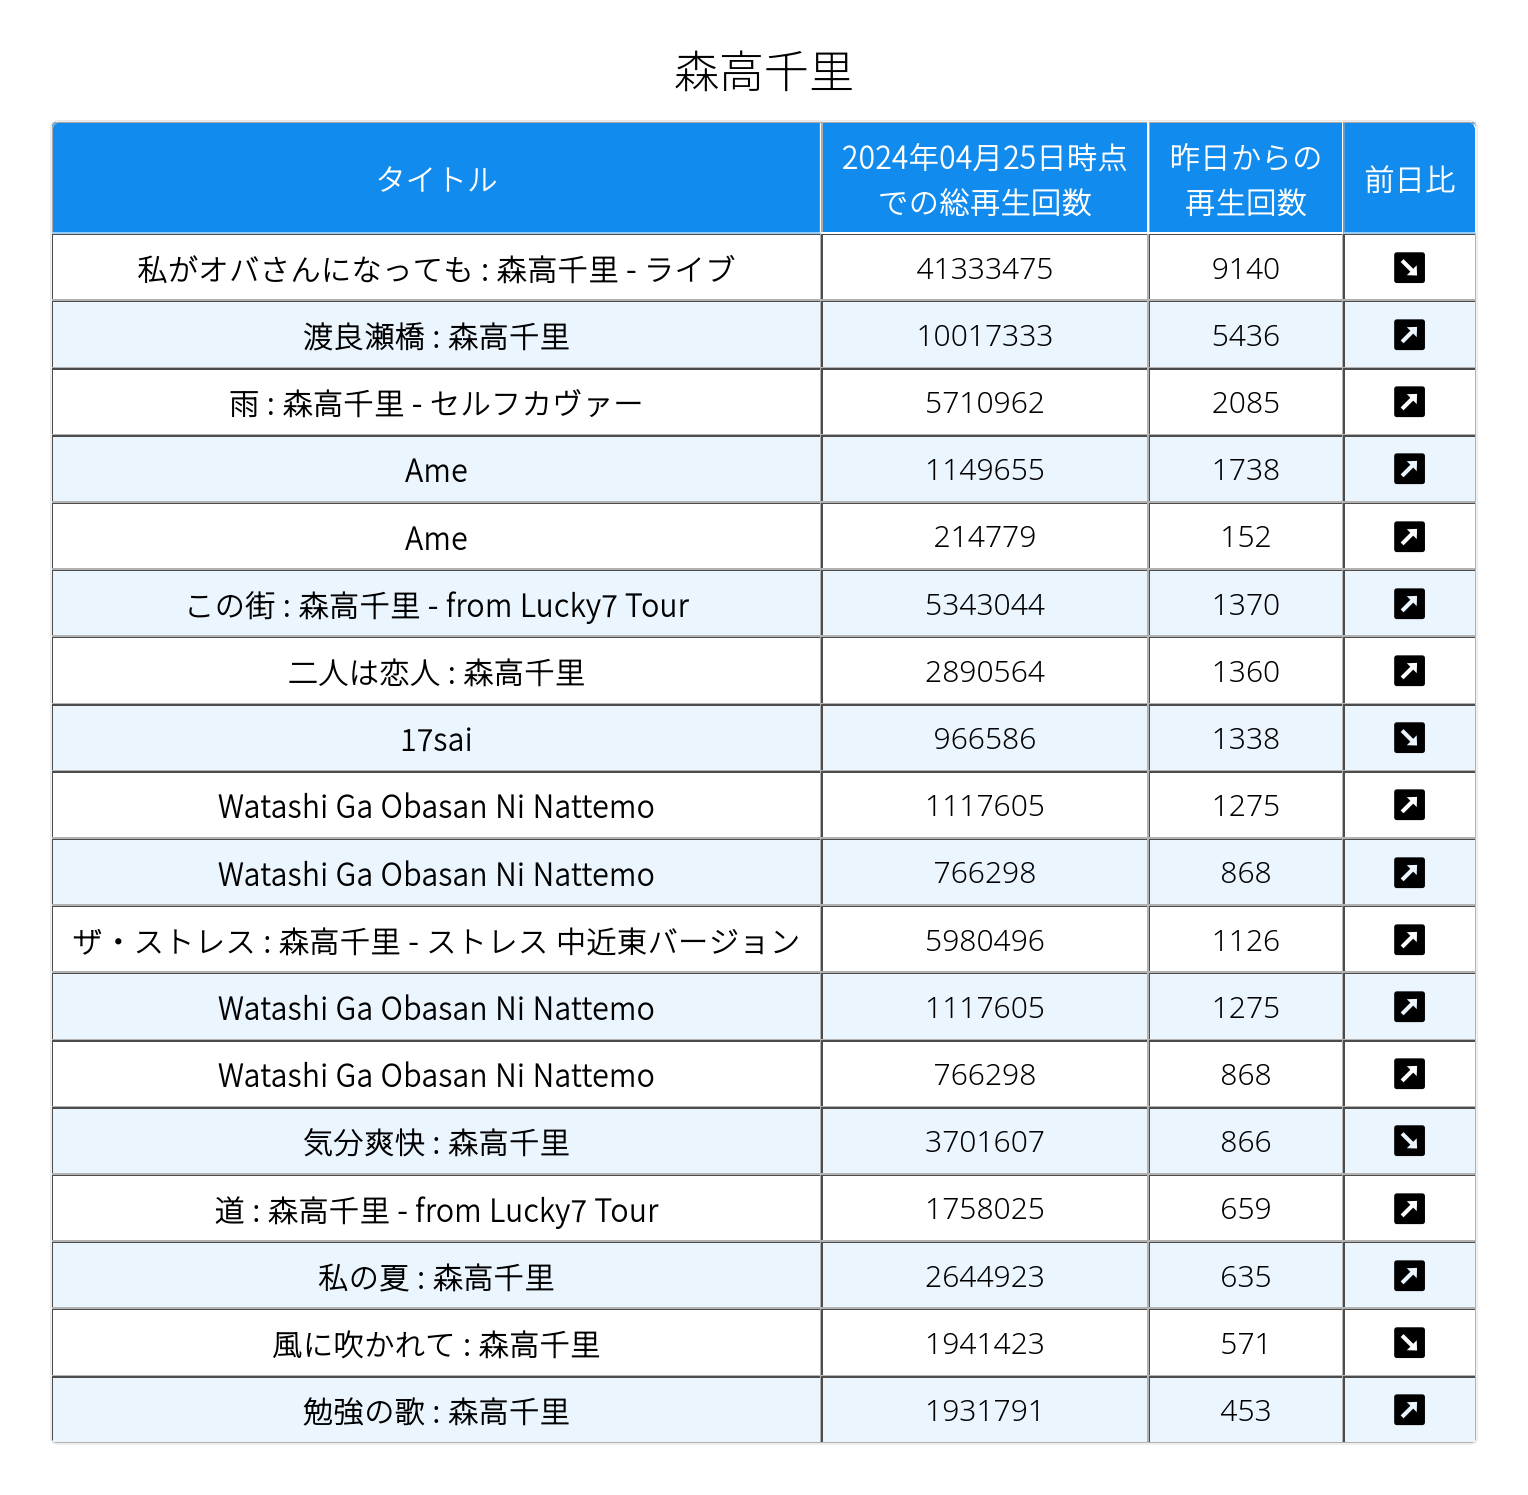 森高千里
タイトル 2024年04月25日時点 昨日からの 前日比
での総再生回数 再生回数
私がオバさんになっても : 森高千里 - ライブ 41333475 9140
渡良瀬橋 : 森高千里 10017333 5436
雨 : 森高千里 - セルフカヴァー 5710962 2085
Ame 1149655 1738
Ame 214779 152
この街 : 森高千里 - from Lucky7 Tour 5343044 1370
二人は恋人 : 森高千里 2890564 1360
17sai 966586 1338
Watashi Ga Obasan Ni Nattemo 1117605 1275
Watashi Ga Obasan Ni Nattemo 766298 868
ザ・ストレス : 森高千里 - ストレス 中近東バージョン 5980496 1126
Watashi Ga Obasan Ni Nattemo 1117605 1275
Watashi Ga Obasan Ni Nattemo 766298 868
気分爽快 : 森高千里 3701607 866
道 : 森高千里 - from Lucky7 Tour 1758025 659
私の夏 : 森高千里 2644923 635
風に吹かれて : 森高千里 1941423 571
勉強の歌 : 森高千里 1931791 453